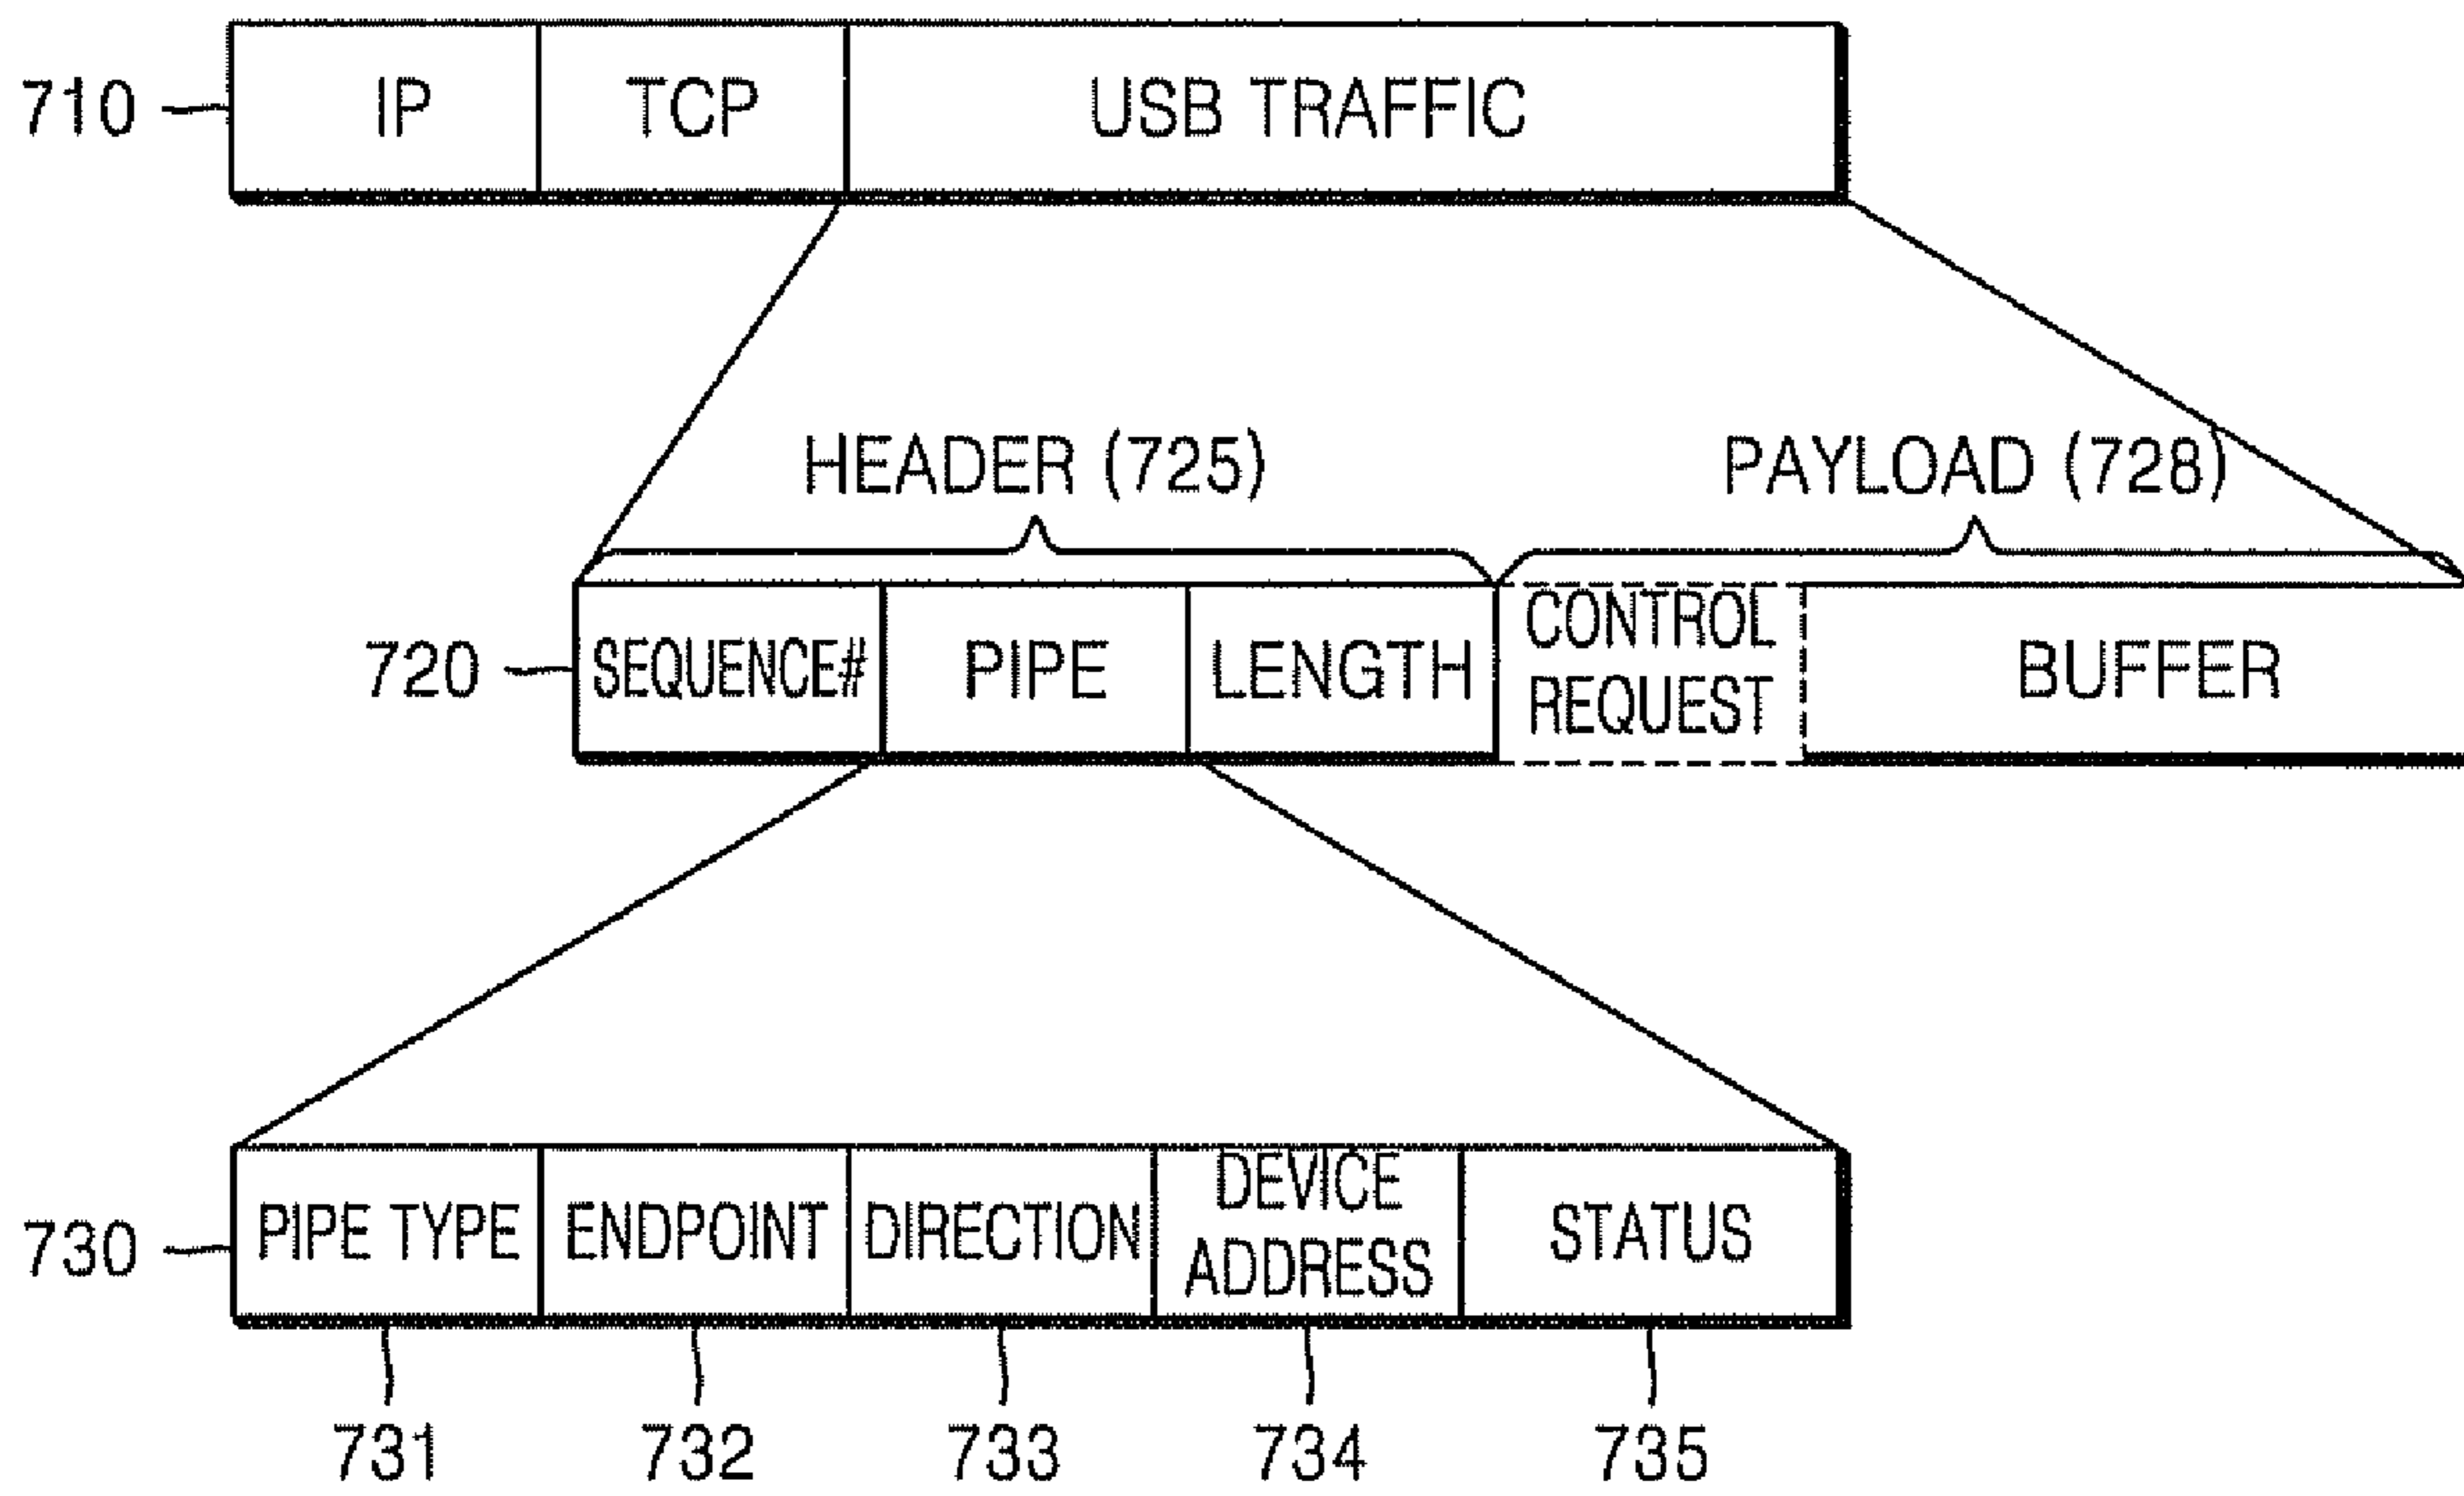 710 IP TCP USB TRAFFIC
HEADER (725) PAYLOAD (728)
720 SEQUENCE# PIPE LENGTH CONTROL REQUEST BUFFER
730 PIPE TYPE ENDPOINT DIRECTION DEVICE ADDRESS STATUS
731 732 733 734 735